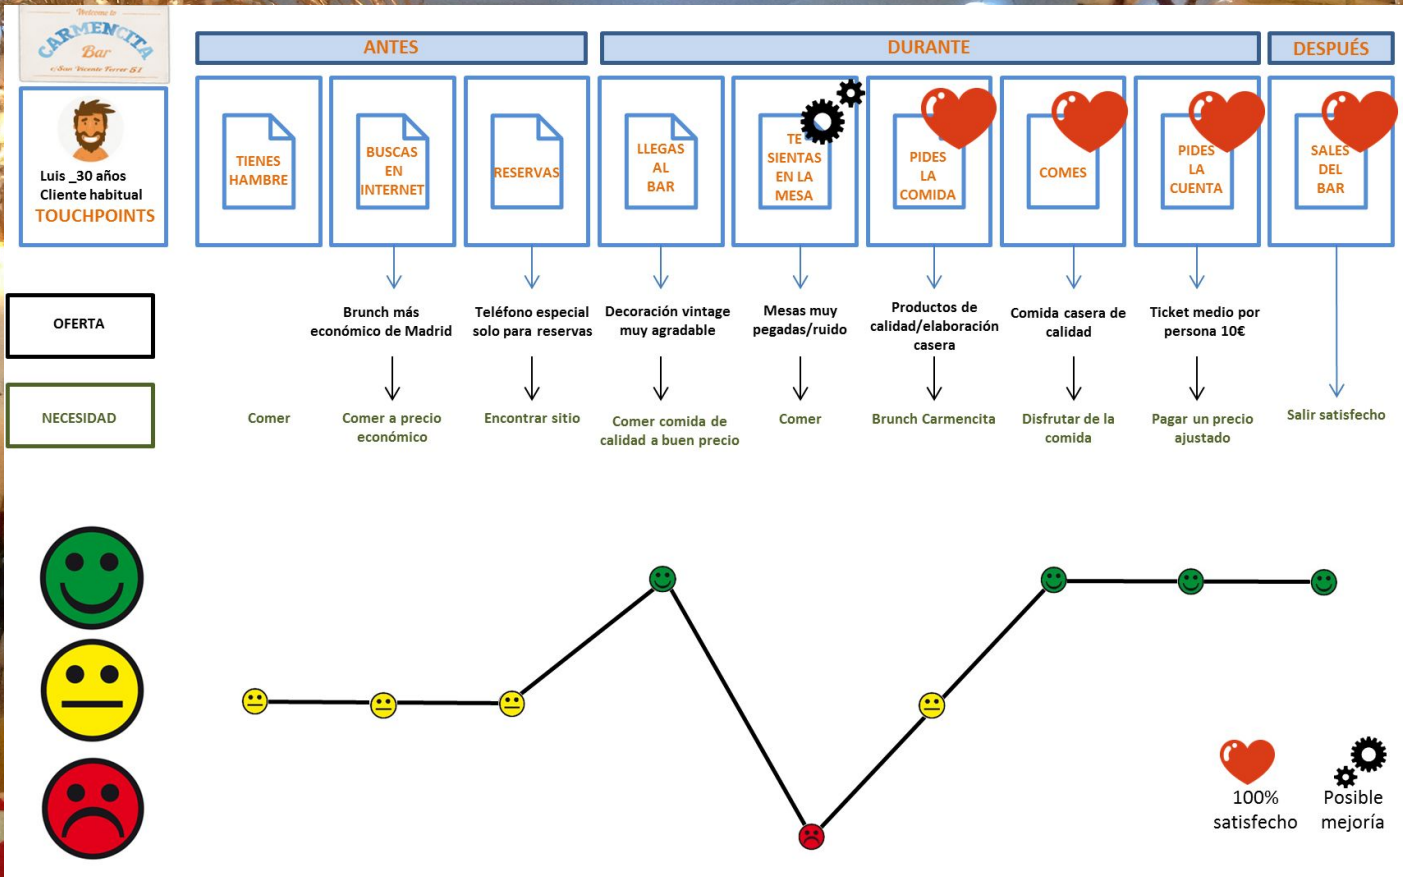 Welcome to
CARMENCITA
Bar
c/San Vicente Ferrer 51
ANTES
DURANTE
DESPUÉS
Luis _30 años
Cliente habitual
TOUCHPOINTS
TIENES
HAMBRE
BUSCAS
EN
INTERNET
RESERVAS
LLEGAS
AL
BAR
TE
SIENTAS
EN LA
MESA
PIDES
LA
COMIDA
COMES
PIDES
LA
CUENTA
SALES
DEL
BAR
OFERTA
Brunch más
económico de Madrid
Teléfono especial
solo para reservas
Decoración vintage
muy agradable
Mesas muy
pegadas/ruido
Productos de
calidad/elaboración
casera
Comida casera de
calidad
Ticket medio por
persona 10€
NECESIDAD
Comer
Comer a precio
económico
Encontrar sitio
Comer comida de
calidad a buen precio
Comer
Brunch Carmencita
Disfrutar de la
comida
Pagar un precio
ajustado
Salir satisfecho
100%
satisfecho
Posible
mejoría